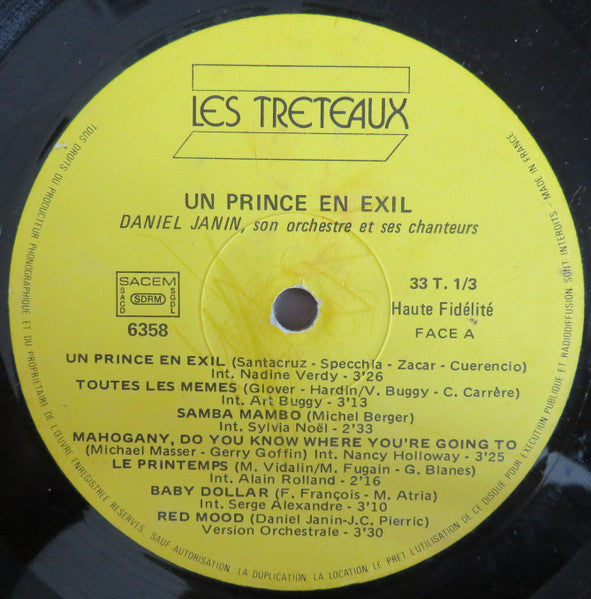 LES TRETEAUX
UN PRINCE EN EXIL
DANIEL JANIN, son orchestre et ses chanteurs
SACEM
SACD
SDRM
SGDL
6358
33 T. 1/3
Haute Fidélité
FACE A
UN PRINCE EN EXIL (Santacruz - Specchia - Zacar - Cuerencio)
Int. Nadine Verdy - 3'26
TOUTES LES MEMES (Glover - Hardin/V. Buggy - C. Carrère)
Int. Art Buggy - 3'13
SAMBA MAMBO (Michel Berger)
Int. Sylvia Noël - 2'33
MAHOGANY, DO YOU KNOW WHERE YOU'RE GOING TO
(Michael Masser - Gerry Goffin) Int. Nancy Holloway - 3'25
LE PRINTEMPS (M. Vidalin/M. Fugain - G. Blanes)
Int. Alain Rolland - 2'16
BABY DOLLAR (F. François - M. Atria)
Int. Serge Alexandre - 3'10
RED MOOD (Daniel Janin-J.C. Pierric)
Version Orchestrale - 3'30
TOUS DROITS DU PRODUCTEUR PHONOGRAPHIQUE ET DU PROPRIETAIRE DE L'ŒUVRE ENREGISTREE RESERVES SAUF AUTORISATION LA DUPLICATION LA LOCATION LE PRET L'UTILISATION DE CE DISQUE POUR EXECUTION PUBLIQUE ET RADIODIFFUSION SONT INTERDITS - MADE IN FRANCE